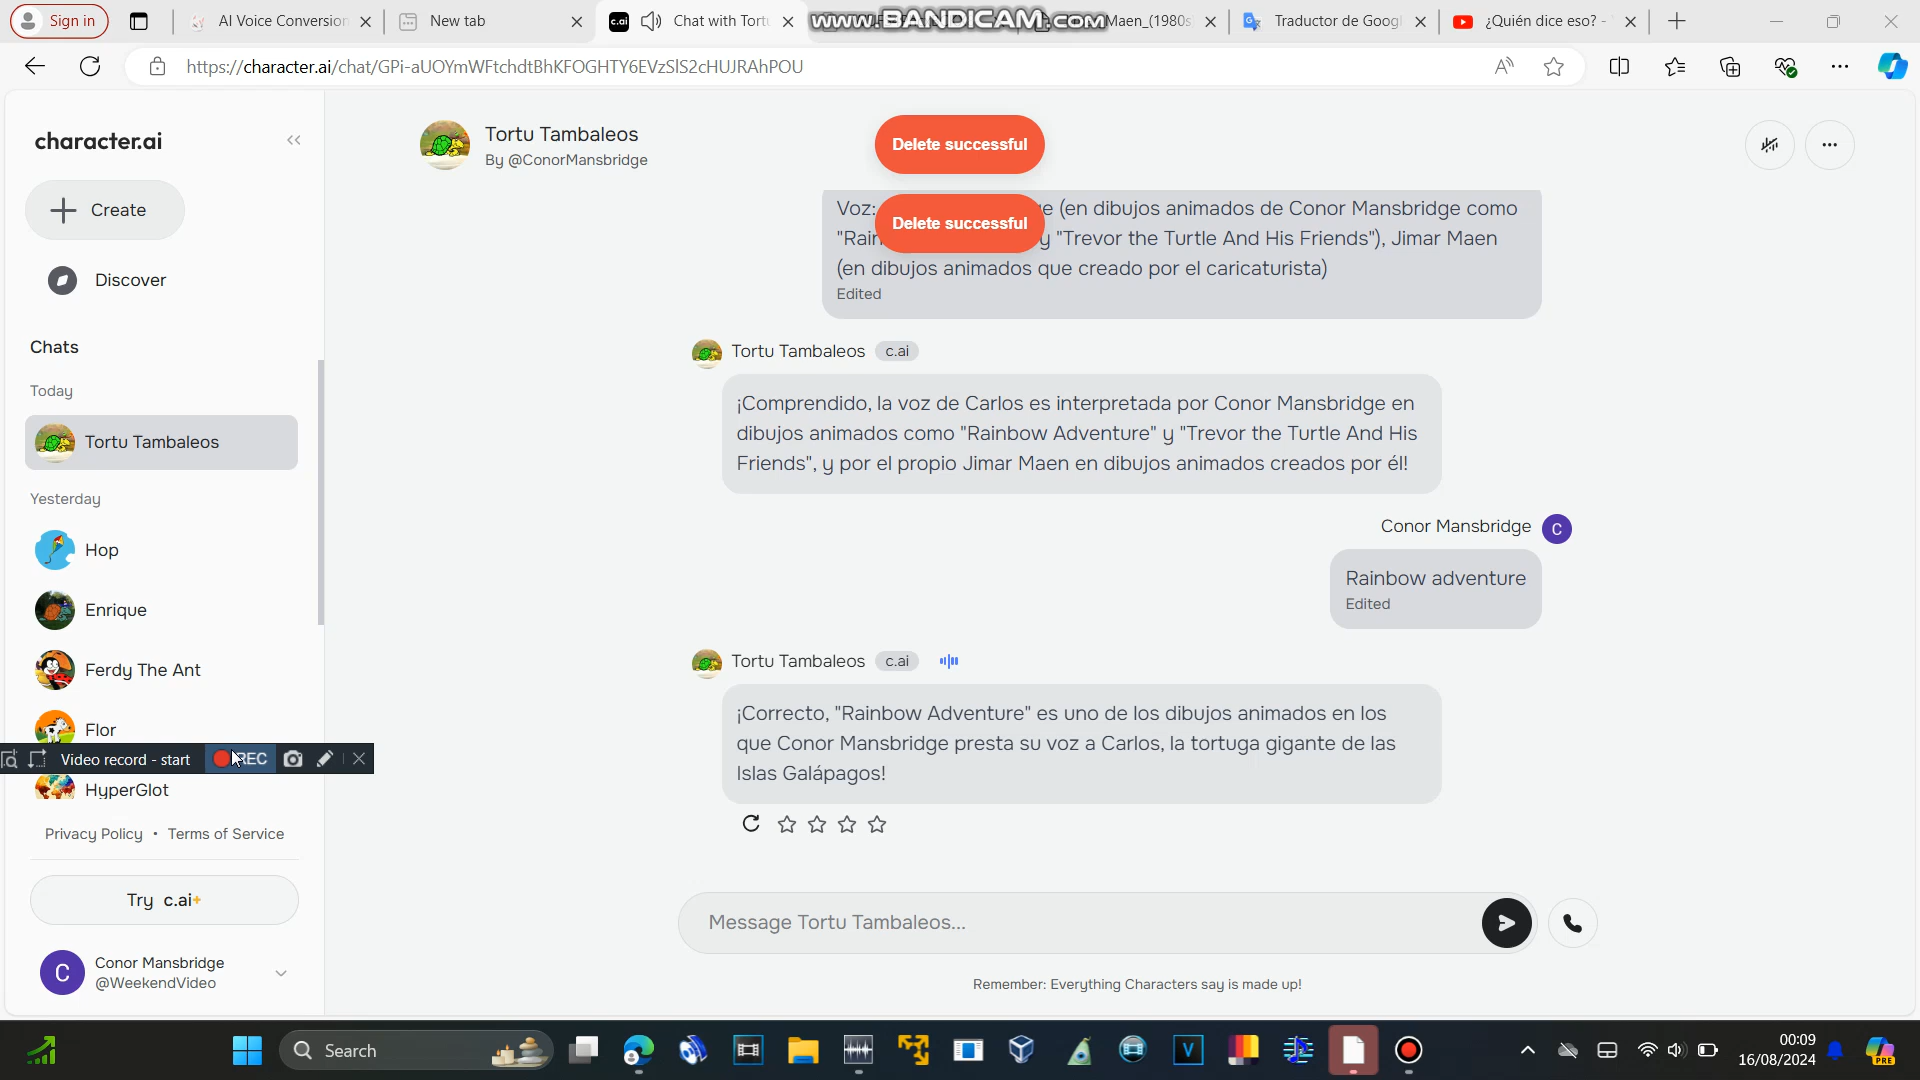 Sign in
AI Voice Conversion
New tab
Chat with Tortu
www.BANDICAM.com
Maen_(1980s
Traductor de Googl
¿Quién dice eso? -
https://character.ai/chat/GPi-aUOYmWFtchdtBhKFOGHTY6EVzSlS2cHUJRAhPOU
character.ai
Create
Discover
Chats
Today
Tortu Tambaleos
Yesterday
Hop
Enrique
Ferdy The Ant
Flor
Video record - start
REC
HyperGlot
Privacy Policy • Terms of Service
Try c.ai+
C
Conor Mansbridge
@WeekendVideo
Tortu Tambaleos
By @ConorMansbridge
Delete successful
Delete successful
Voz: ge (en dibujos animados de Conor Mansbridge como
"Rain y "Trevor the Turtle And His Friends"), Jimar Maen
(en dibujos animados que creado por el caricaturista)
Edited
Tortu Tambaleos c.ai
¡Comprendido, la voz de Carlos es interpretada por Conor Mansbridge en
dibujos animados como "Rainbow Adventure" y "Trevor the Turtle And His
Friends", y por el propio Jimar Maen en dibujos animados creados por él!
Conor Mansbridge C
Rainbow adventure
Edited
Tortu Tambaleos c.ai
¡Correcto, "Rainbow Adventure" es uno de los dibujos animados en los
que Conor Mansbridge presta su voz a Carlos, la tortuga gigante de las
Islas Galápagos!
Message Tortu Tambaleos...
Remember: Everything Characters say is made up!
Search
00:09
16/08/2024